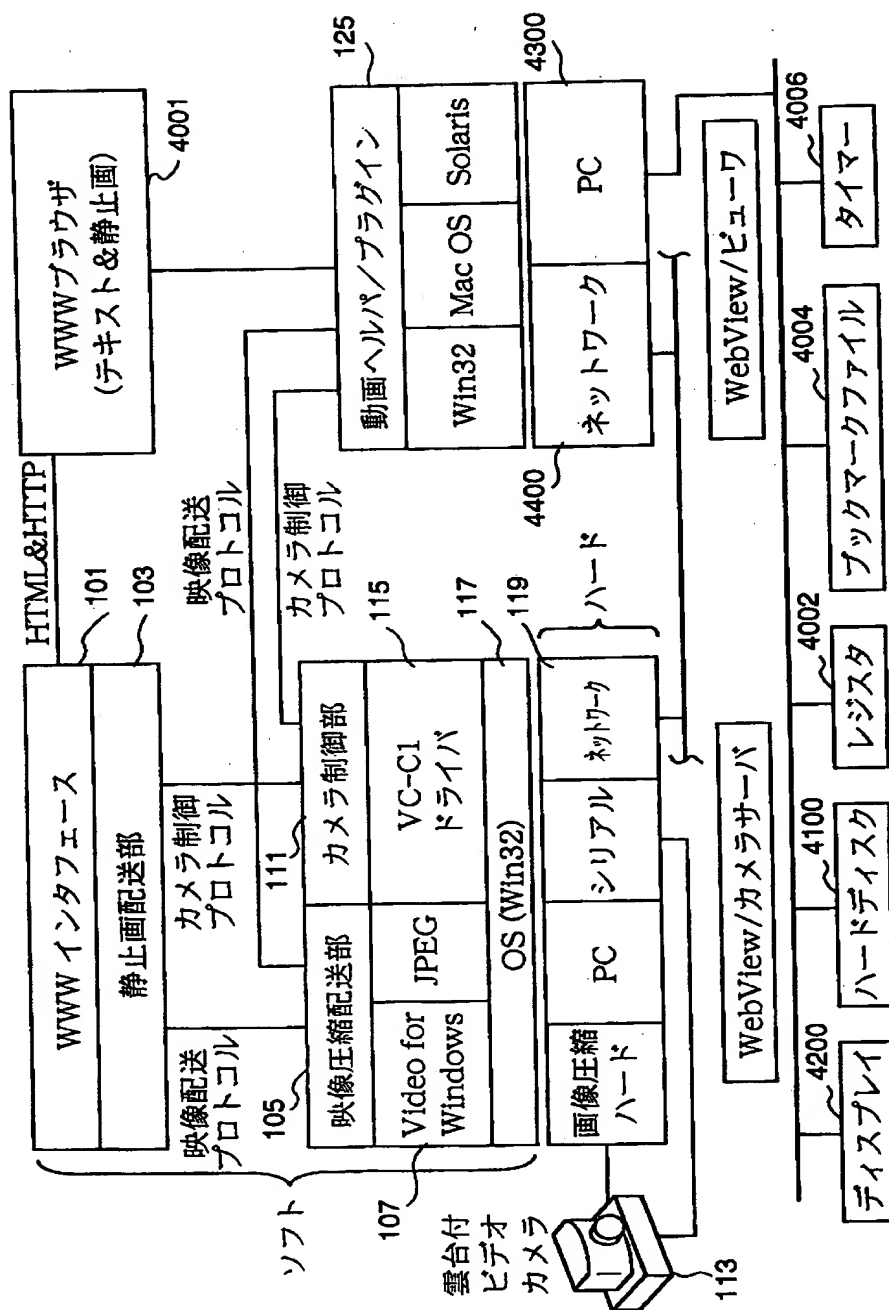 HTML&HTTP
WWW インタフェース
101
静止画配送部
103
WWWブラウザ
(テキスト&静止画)
4001
映像配送
プロトコル
カメラ制御
プロトコル
映像配送
プロトコル
カメラ制御
プロトコル
ソフト
105
映像圧縮配送部
111
カメラ制御部
107
Video for
Windows
JPEG
VC-C1
ドライバ
115
OS (Win32)
117
動画ヘルパ/プラグイン
125
Win32
Mac OS
Solaris
雲台付
ビデオ
カメラ
113
画像圧縮
ハード
PC
シリアル
ネットワーク
119
ハード
4400
ネットワーク
PC
4300
WebView/カメラサーバ
WebView/ビューワ
4200
ディスプレイ
4100
ハードディスク
4002
レジスタ
4004
ブックマークファイル
4006
タイマー